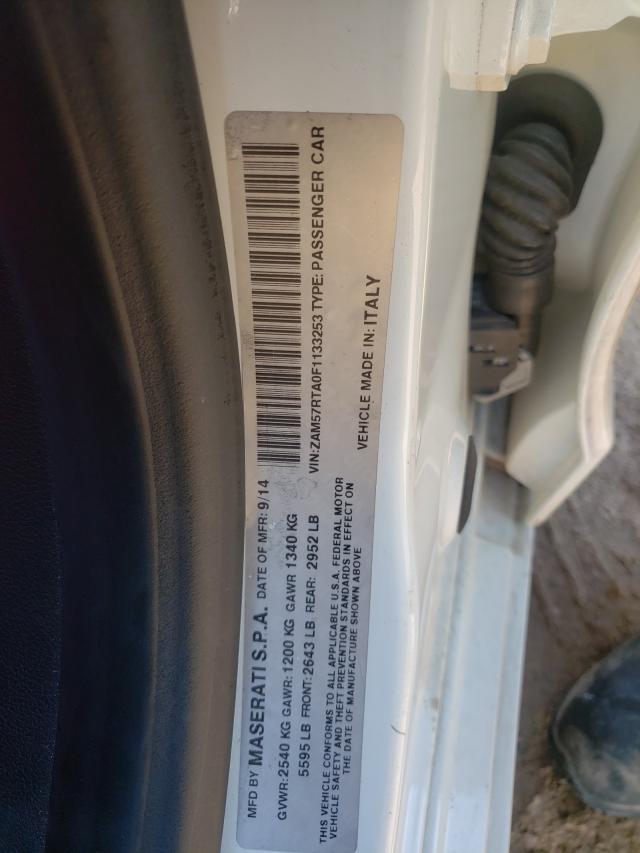 MFD BY MASERATI S.P.A. DATE OF MFR: 9/14
GVWR: 2540 KG GAWR: 1200 KG GAWR 1340 KG
5595 LB FRONT: 2643 LB REAR: 2952 LB
VIN: ZAM57RTA0F1133253 TYPE: PASSENGER CAR
THIS VEHICLE CONFORMS TO ALL APPLICABLE U.S.A. FEDERAL MOTOR
VEHICLE SAFETY AND THEFT PREVENTION STANDARDS IN EFFECT ON
THE DATE OF MANUFACTURE SHOWN ABOVE
VEHICLE MADE IN: ITALY